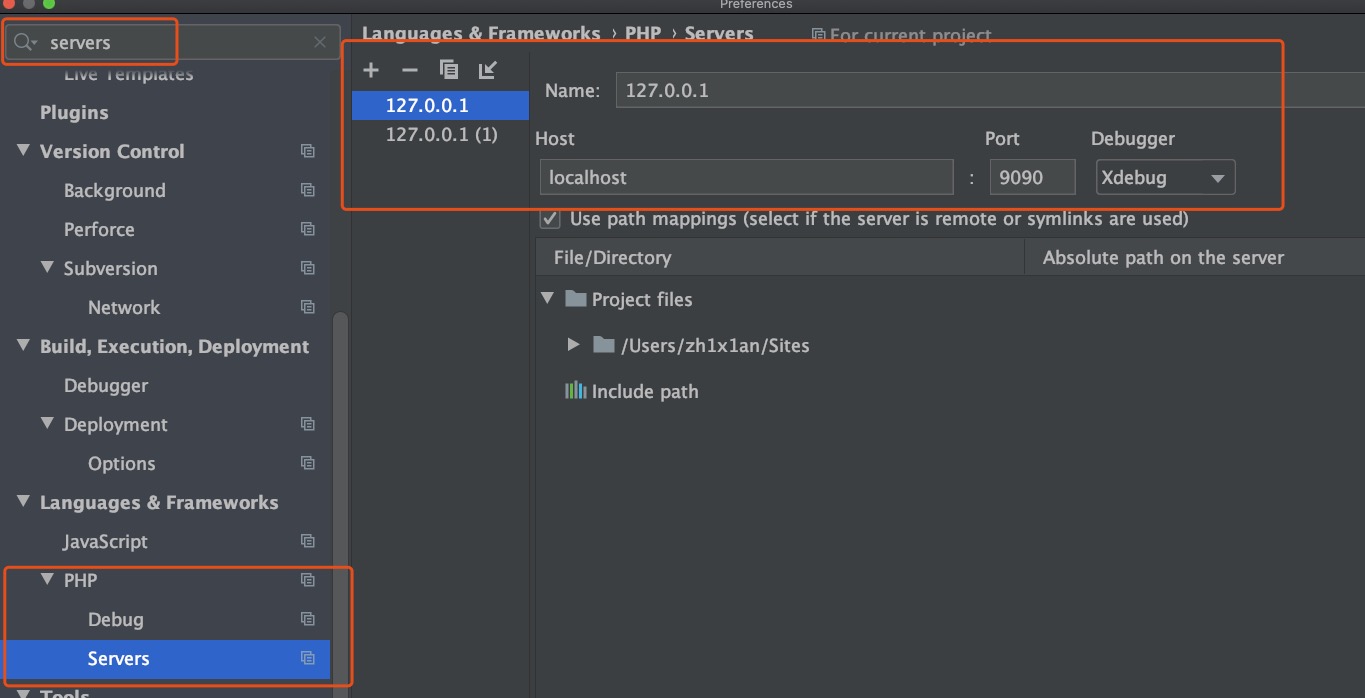 Preferences
servers
Live Templates
Plugins
Version Control
Background
Perforce
Subversion
Network
Build, Execution, Deployment
Debugger
Deployment
Options
Languages & Frameworks
JavaScript
PHP
Debug
Servers
Tools
Languages & Frameworks › PHP › Servers For current project
127.0.0.1
127.0.0.1 (1)
Name: 127.0.0.1
Host Port Debugger
localhost : 9090 Xdebug
Use path mappings (select if the server is remote or symlinks are used)
File/Directory Absolute path on the server
Project files
/Users/zh1x1an/Sites
Include path